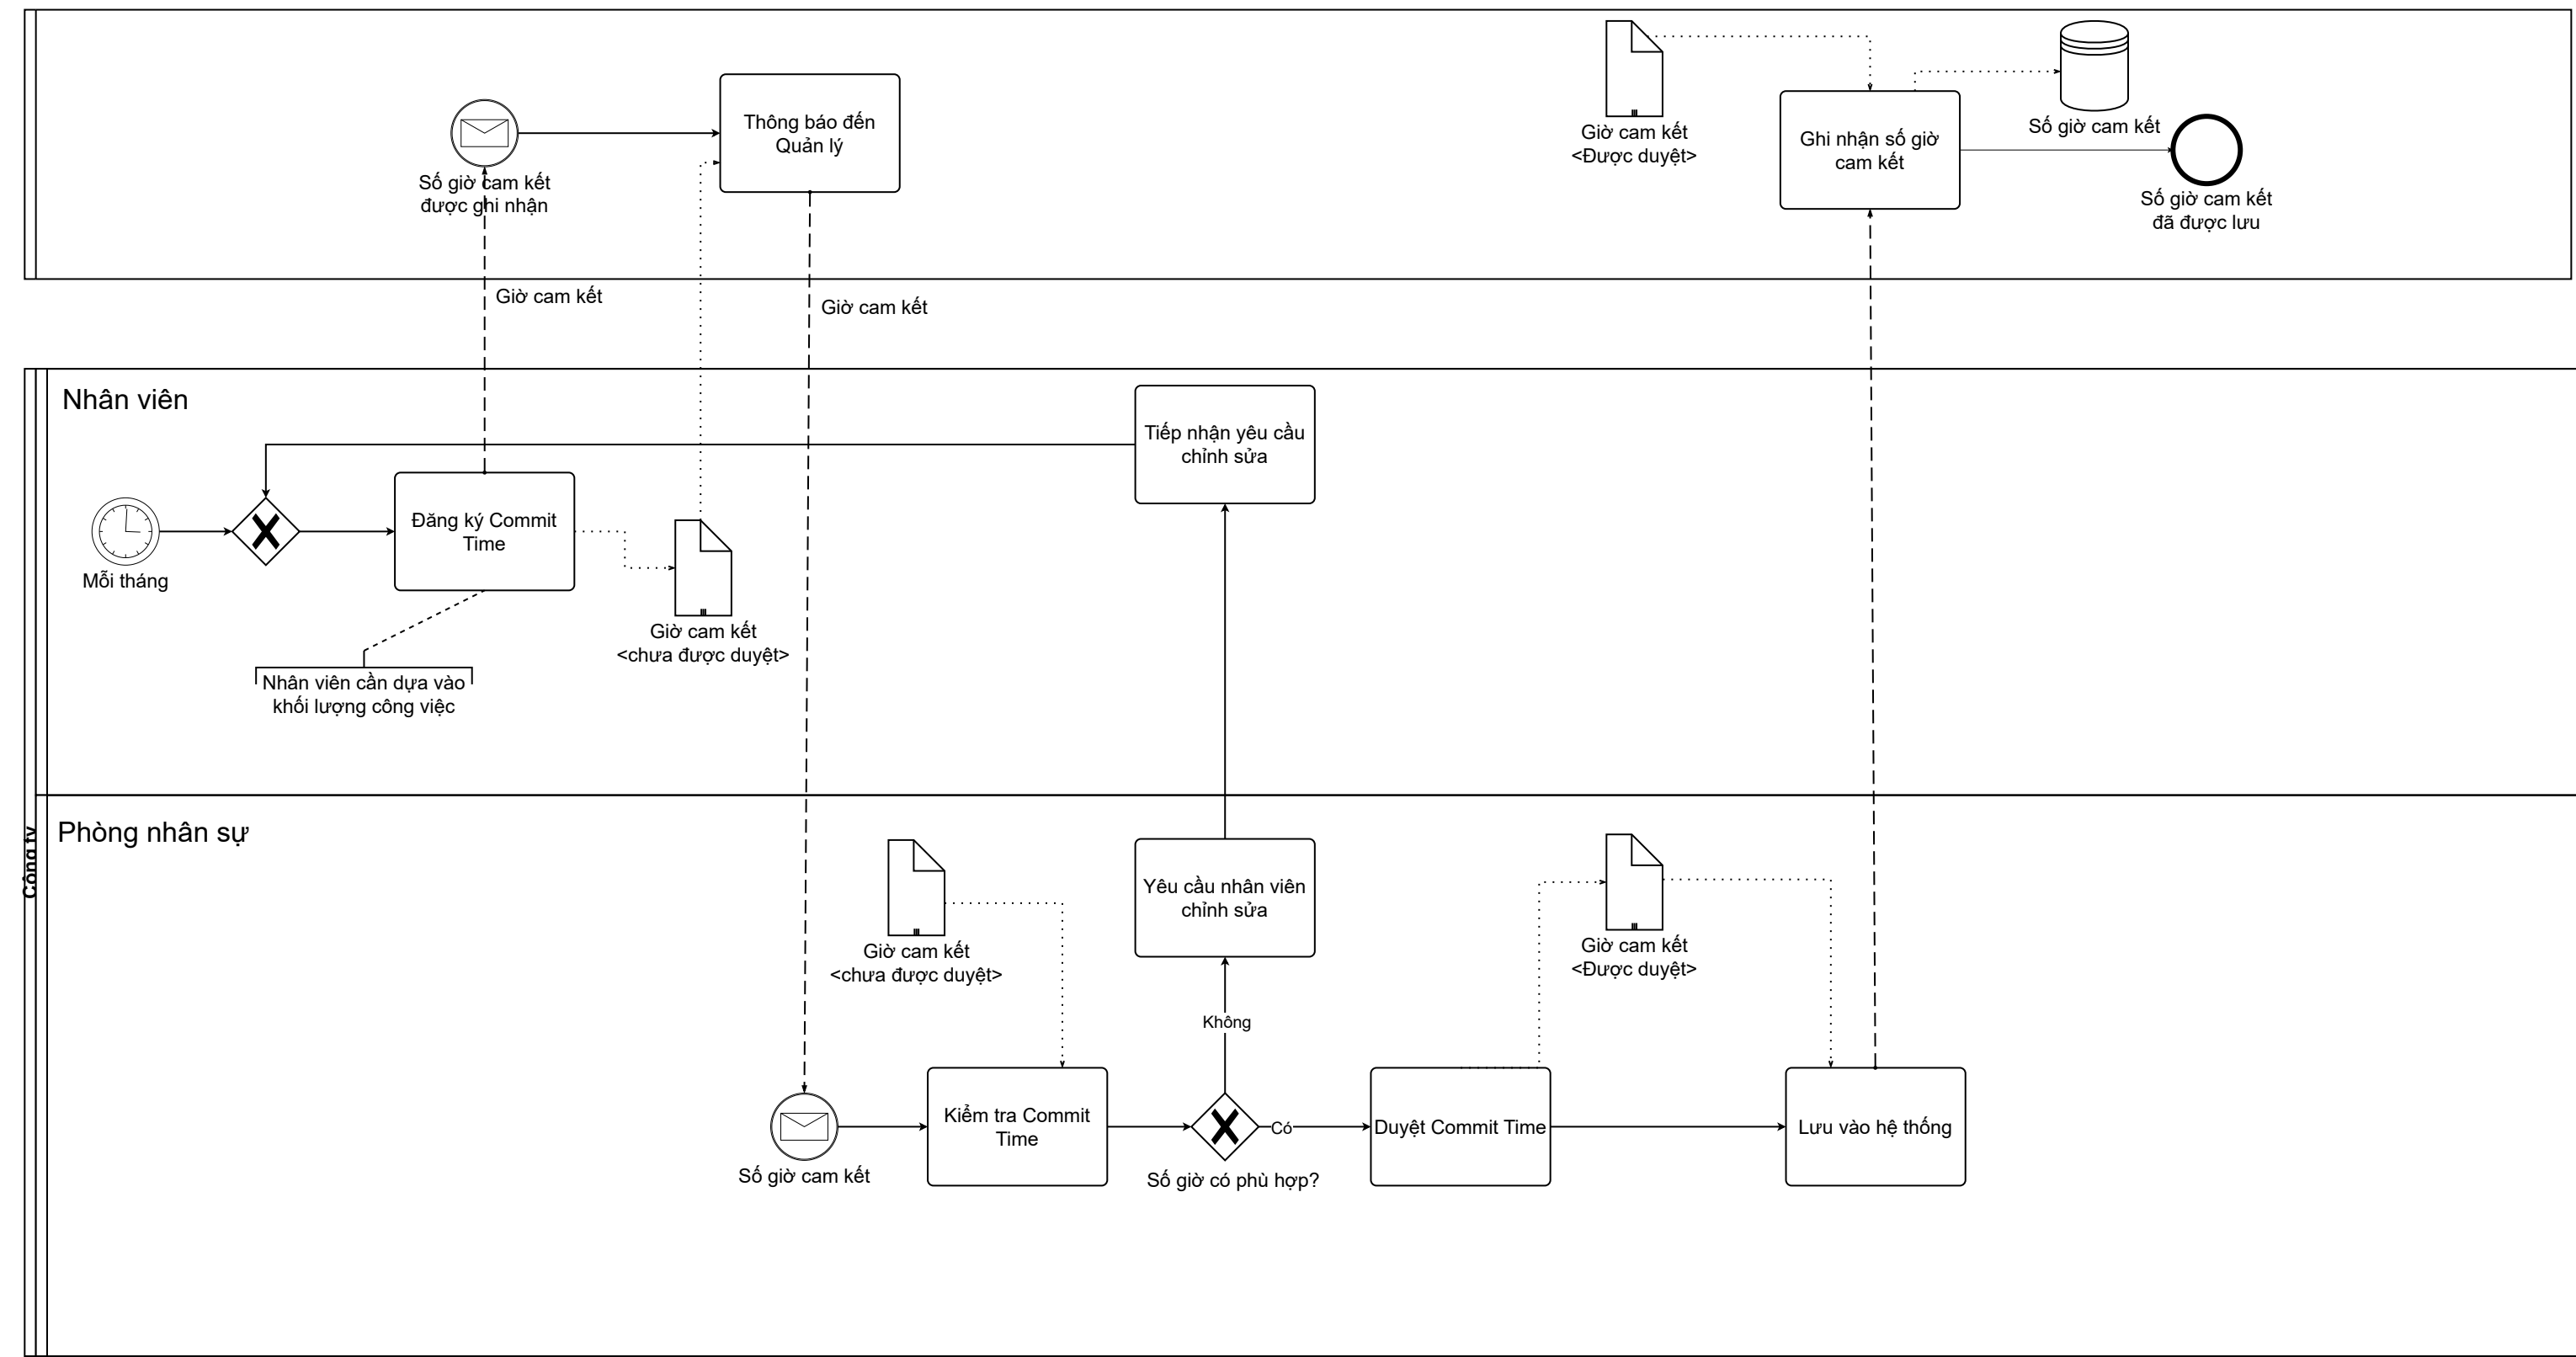 Giờ cam kết
<Được duyệt>
Số giờ cam kết
Thông báo đến
Quản lý
Ghi nhận số giờ
cam kết
Số giờ cam kết
được ghi nhận
Số giờ cam kết
đã được lưu
Giờ cam kết
Giờ cam kết
Nhân viên
Tiếp nhận yêu cầu
chỉnh sửa
Đăng ký Commit
Time
Mỗi tháng
Giờ cam kết
<chưa được duyệt>
Nhân viên cần dựa vào
khối lượng công việc
Công ty
Phòng nhân sự
Yêu cầu nhân viên
chỉnh sửa
Giờ cam kết
<chưa được duyệt>
Giờ cam kết
<Được duyệt>
Không
Kiểm tra Commit
Time
Có
Duyệt Commit Time
Lưu vào hệ thống
Số giờ cam kết
Số giờ có phù hợp?